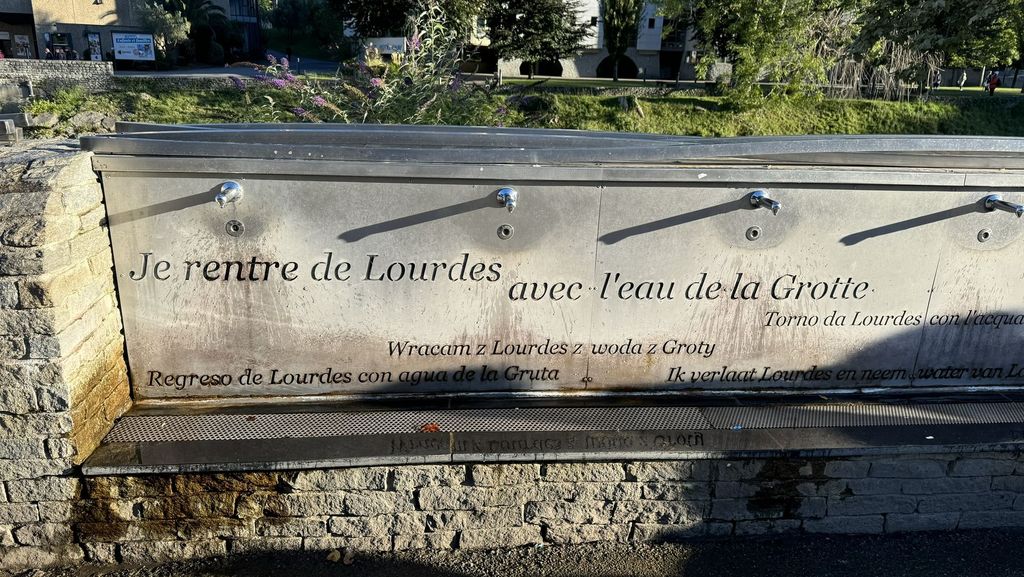 Je rentre de Lourdes
avec l'eau de la Grotte
Torno da Lourdes con l'acqua
Wracam z Lourdes z woda z Groty
Regreso de Lourdes con agua de la Gruta
Ik verlaat Lourdes en neem water van